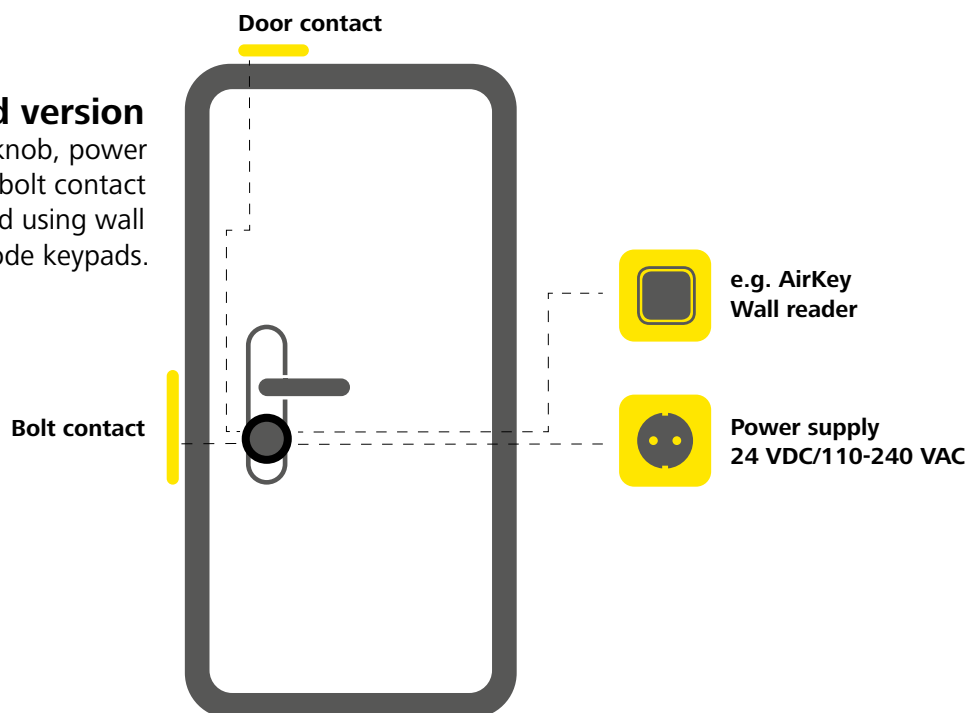 Door contact
version
knob, power
bolt contact
using wall
keypads.
e.g. AirKey
Wall reader
Bolt contact
Power supply
24 VDC/110-240 VAC